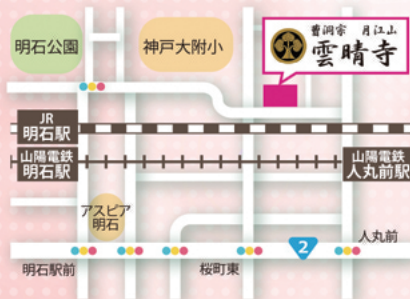 明石公園
神戸大附小
曹洞宗 月江山
雲晴寺
JR
明石駅
山陽電鉄
明石駅
山陽電鉄
人丸前駅
アスピア
明石
2
人丸前
明石駅前
桜町東